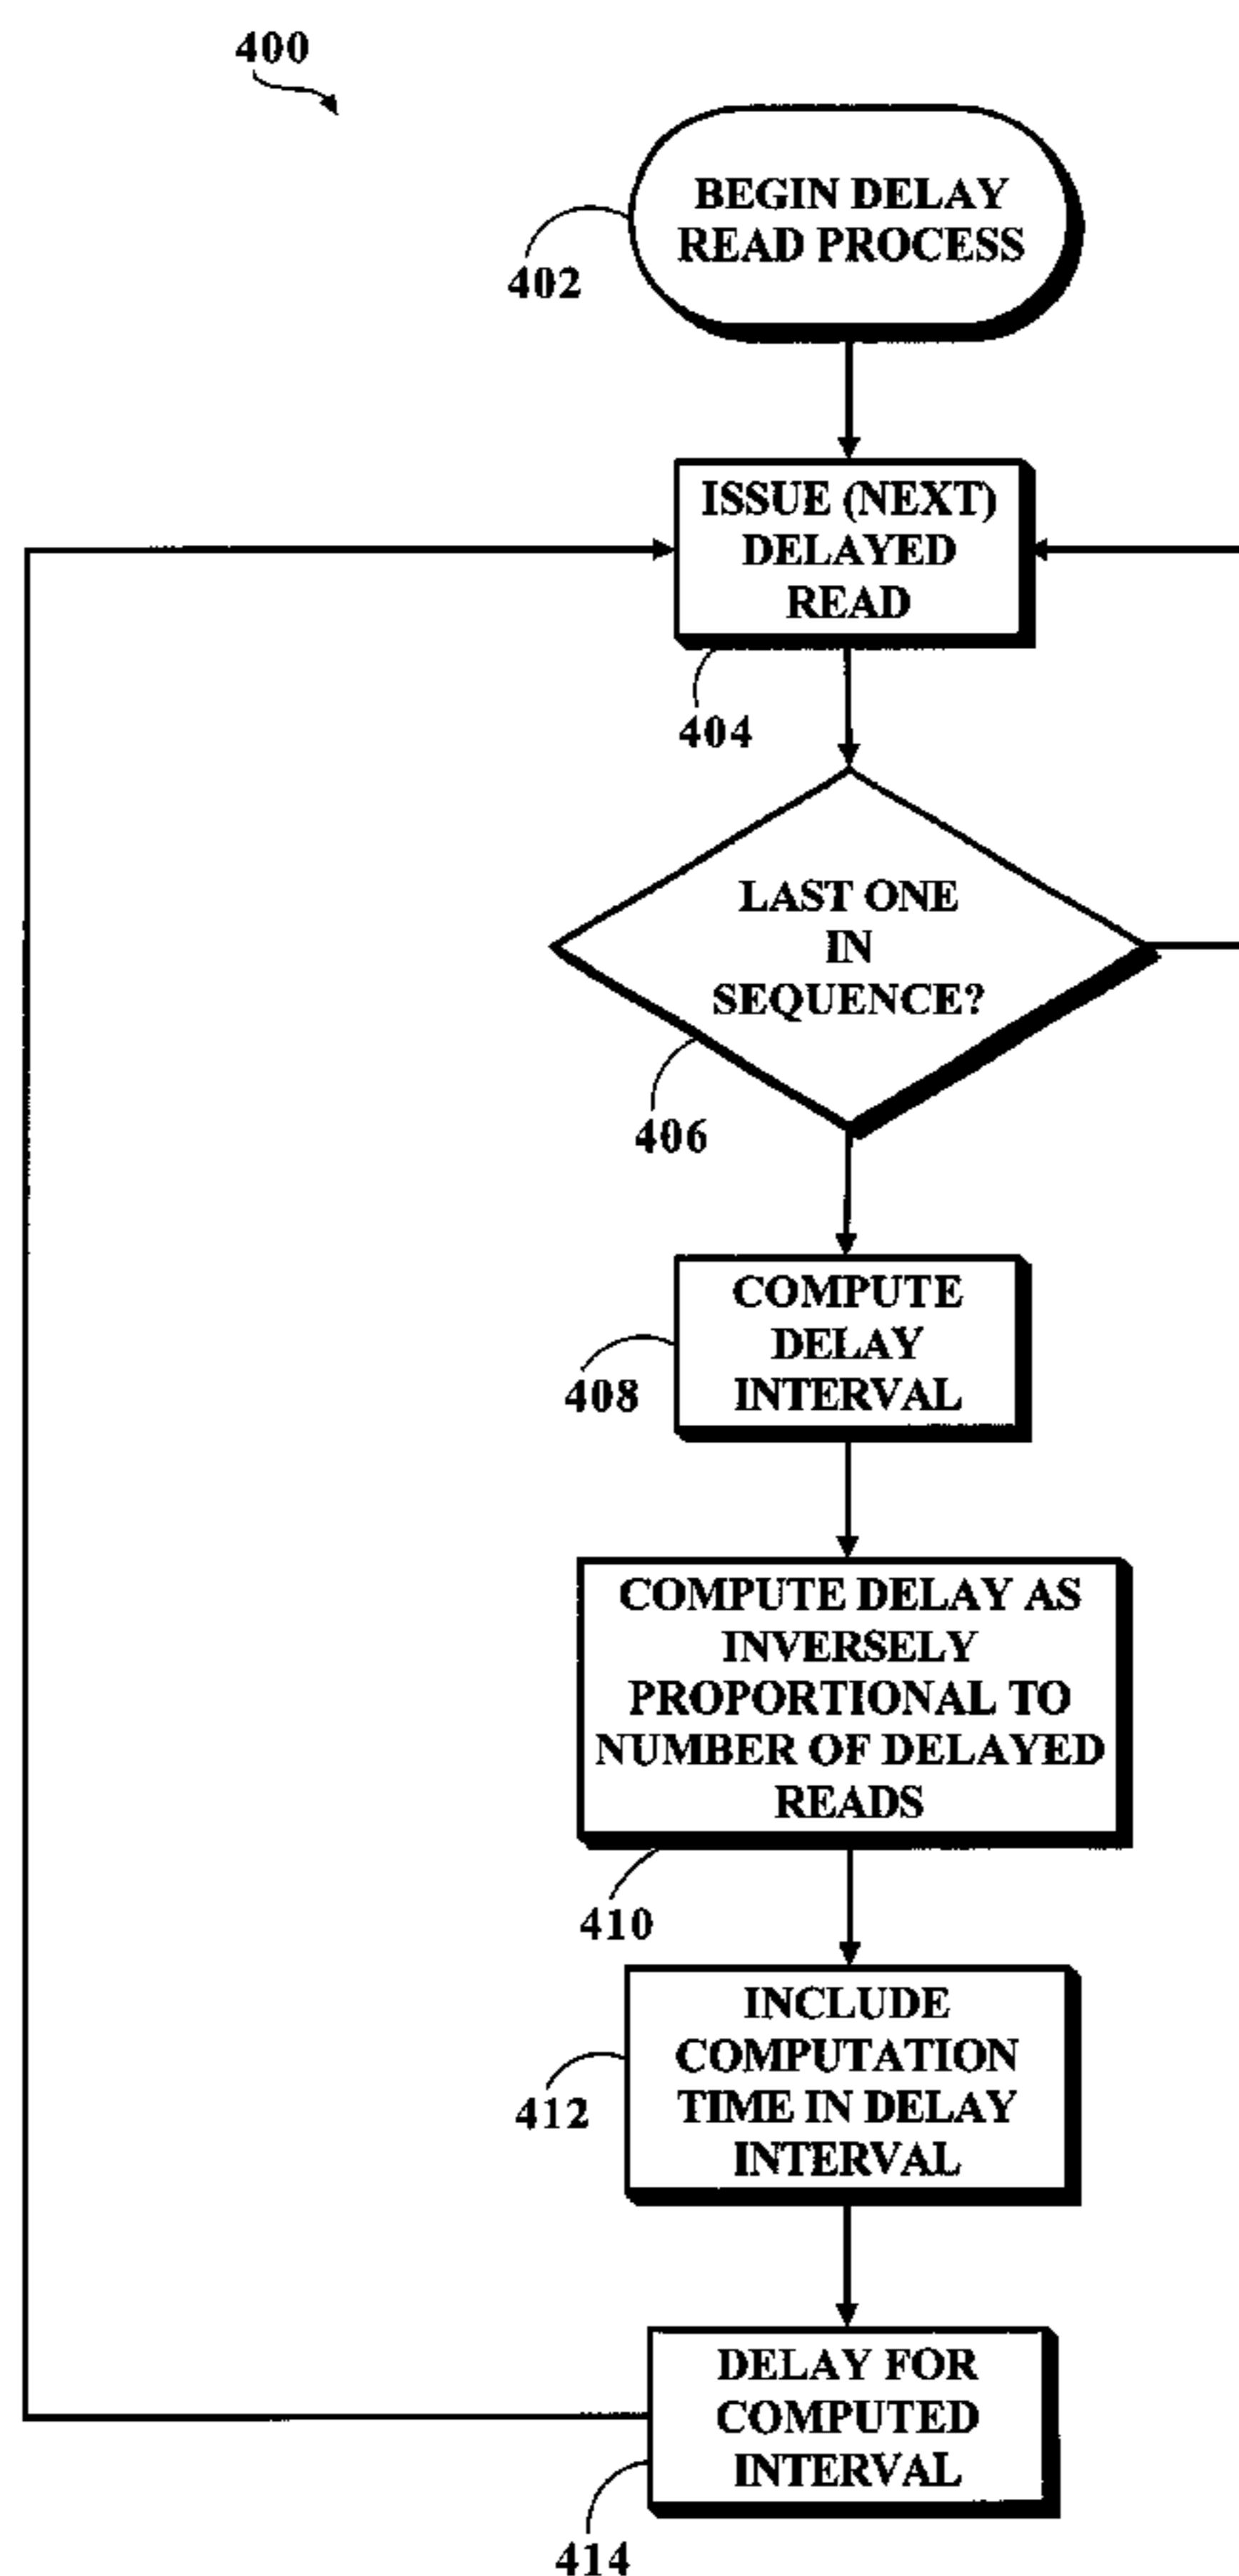 400
BEGIN DELAY
READ PROCESS
402
ISSUE (NEXT)
DELAYED
READ
404
LAST ONE
IN
SEQUENCE?
406
COMPUTE
DELAY
INTERVAL
408
COMPUTE DELAY AS
INVERSELY
PROPORTIONAL TO
NUMBER OF DELAYED
READS
410
INCLUDE
COMPUTATION
TIME IN DELAY
INTERVAL
412
DELAY FOR
COMPUTED
INTERVAL
414